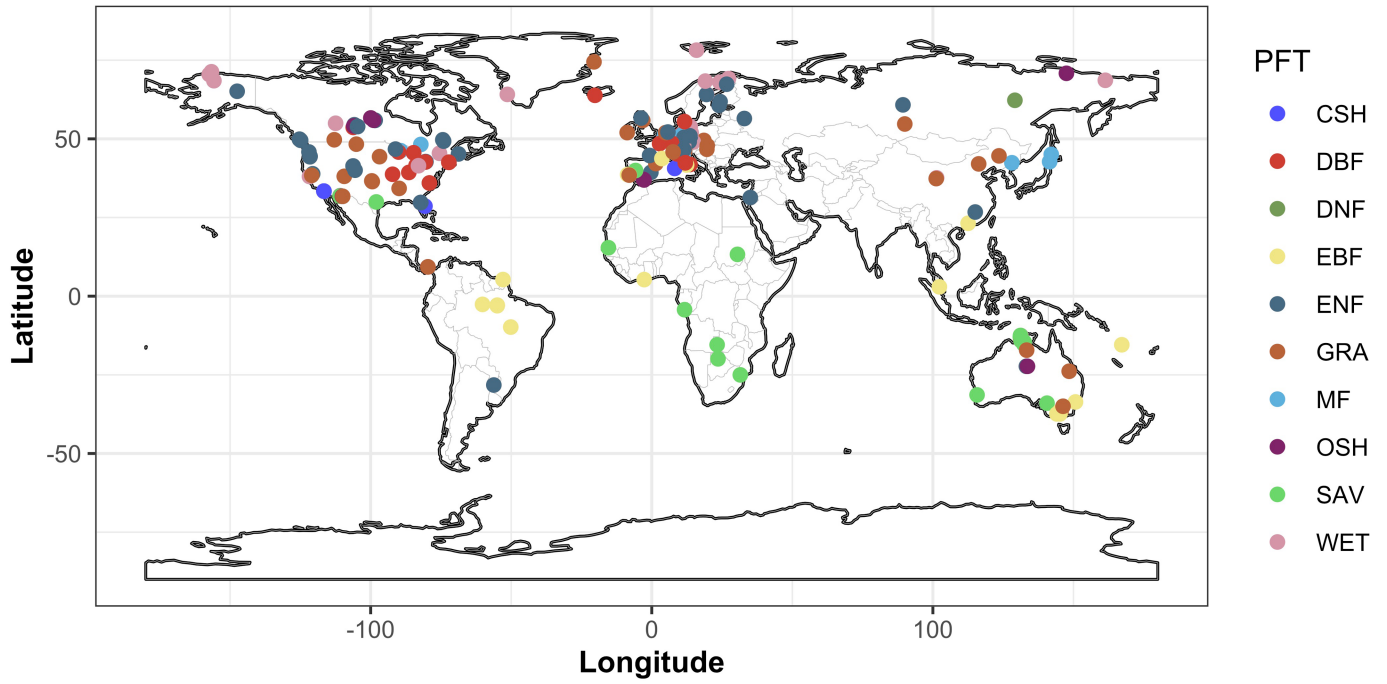 PFT
CSH
DBF
DNF
EBF
ENF
GRA
MF
OSH
SAV
WET
Latitude
50
0
-50
-100
0
100
Longitude